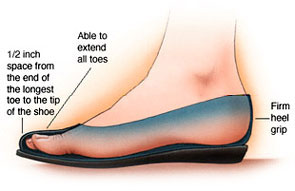 1/2 inch
space from
the end of
the longest
toe to the tip
of the shoe
Able to
extend
all toes
Firm
heel
grip